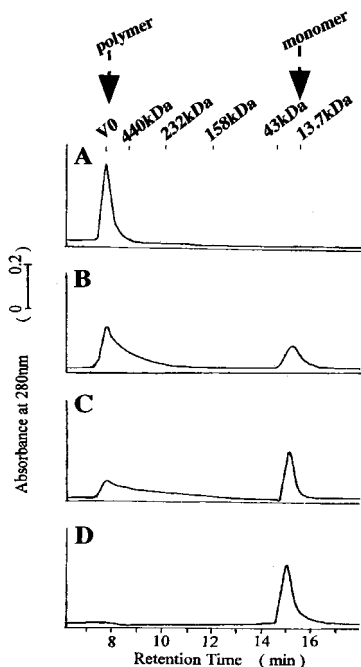 polymer
monomer
V0
440kDa
232kDa
158kDa
43kDa
13.7kDa
A
B
C
D
Absorbance at 280nm
( 0 0.2 )
8 10 12 14 16
Retention Time ( min )